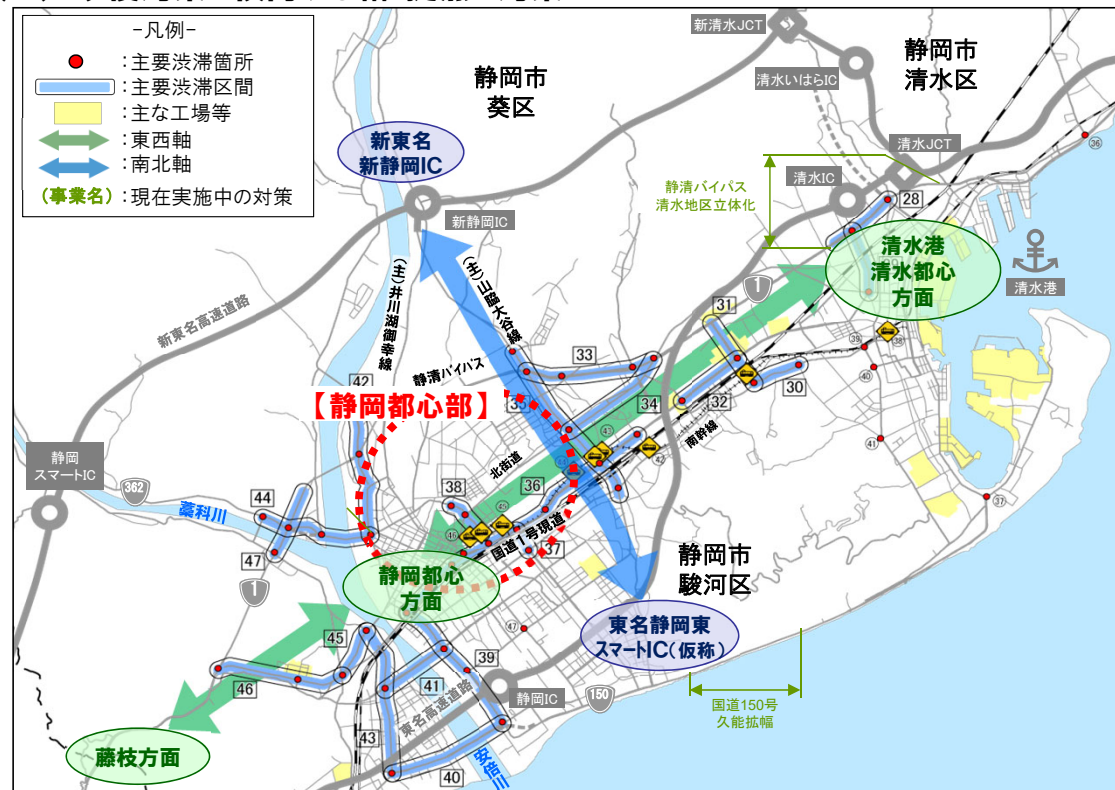 -凡例-
：主要渋滞箇所
：主要渋滞区間
：主な工場等
：東西軸
：南北軸
(事業名)：現在実施中の対策
新清水JCT
静岡市
葵区
静岡市
清水区
清水いはらIC
新東名
新静岡IC
清水JCT
36
静清バイパス
清水地区立体化
清水IC
28
新静岡IC
清水港
清水都心
方面
清水港
(主)山脇大谷線
(主)井川湖御幸線
1
新東名高速道路
31
38
39
33
静清バイパス
40
30
42
35
34
32
【静岡都心部】
43
南幹線
42
41
静岡
スマートIC
北街道
362
38
36
44
45
37
藁科川
46
国道1号現道
47
37
静岡市
駿河区
静岡都心
方面
1
47
東名静岡東
スマートIC(仮称)
45
39
46
41
静岡IC
150
国道150号
久能拡幅
東名高速道路
43
藤枝方面
安倍川
40